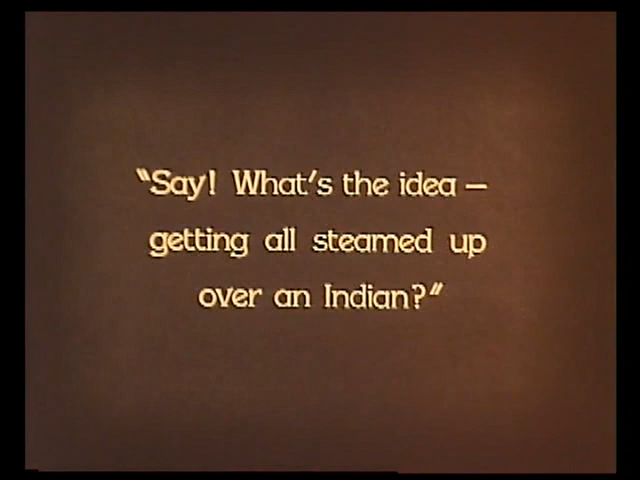 "Say! What's the idea —
getting all steamed up
over an Indian?"